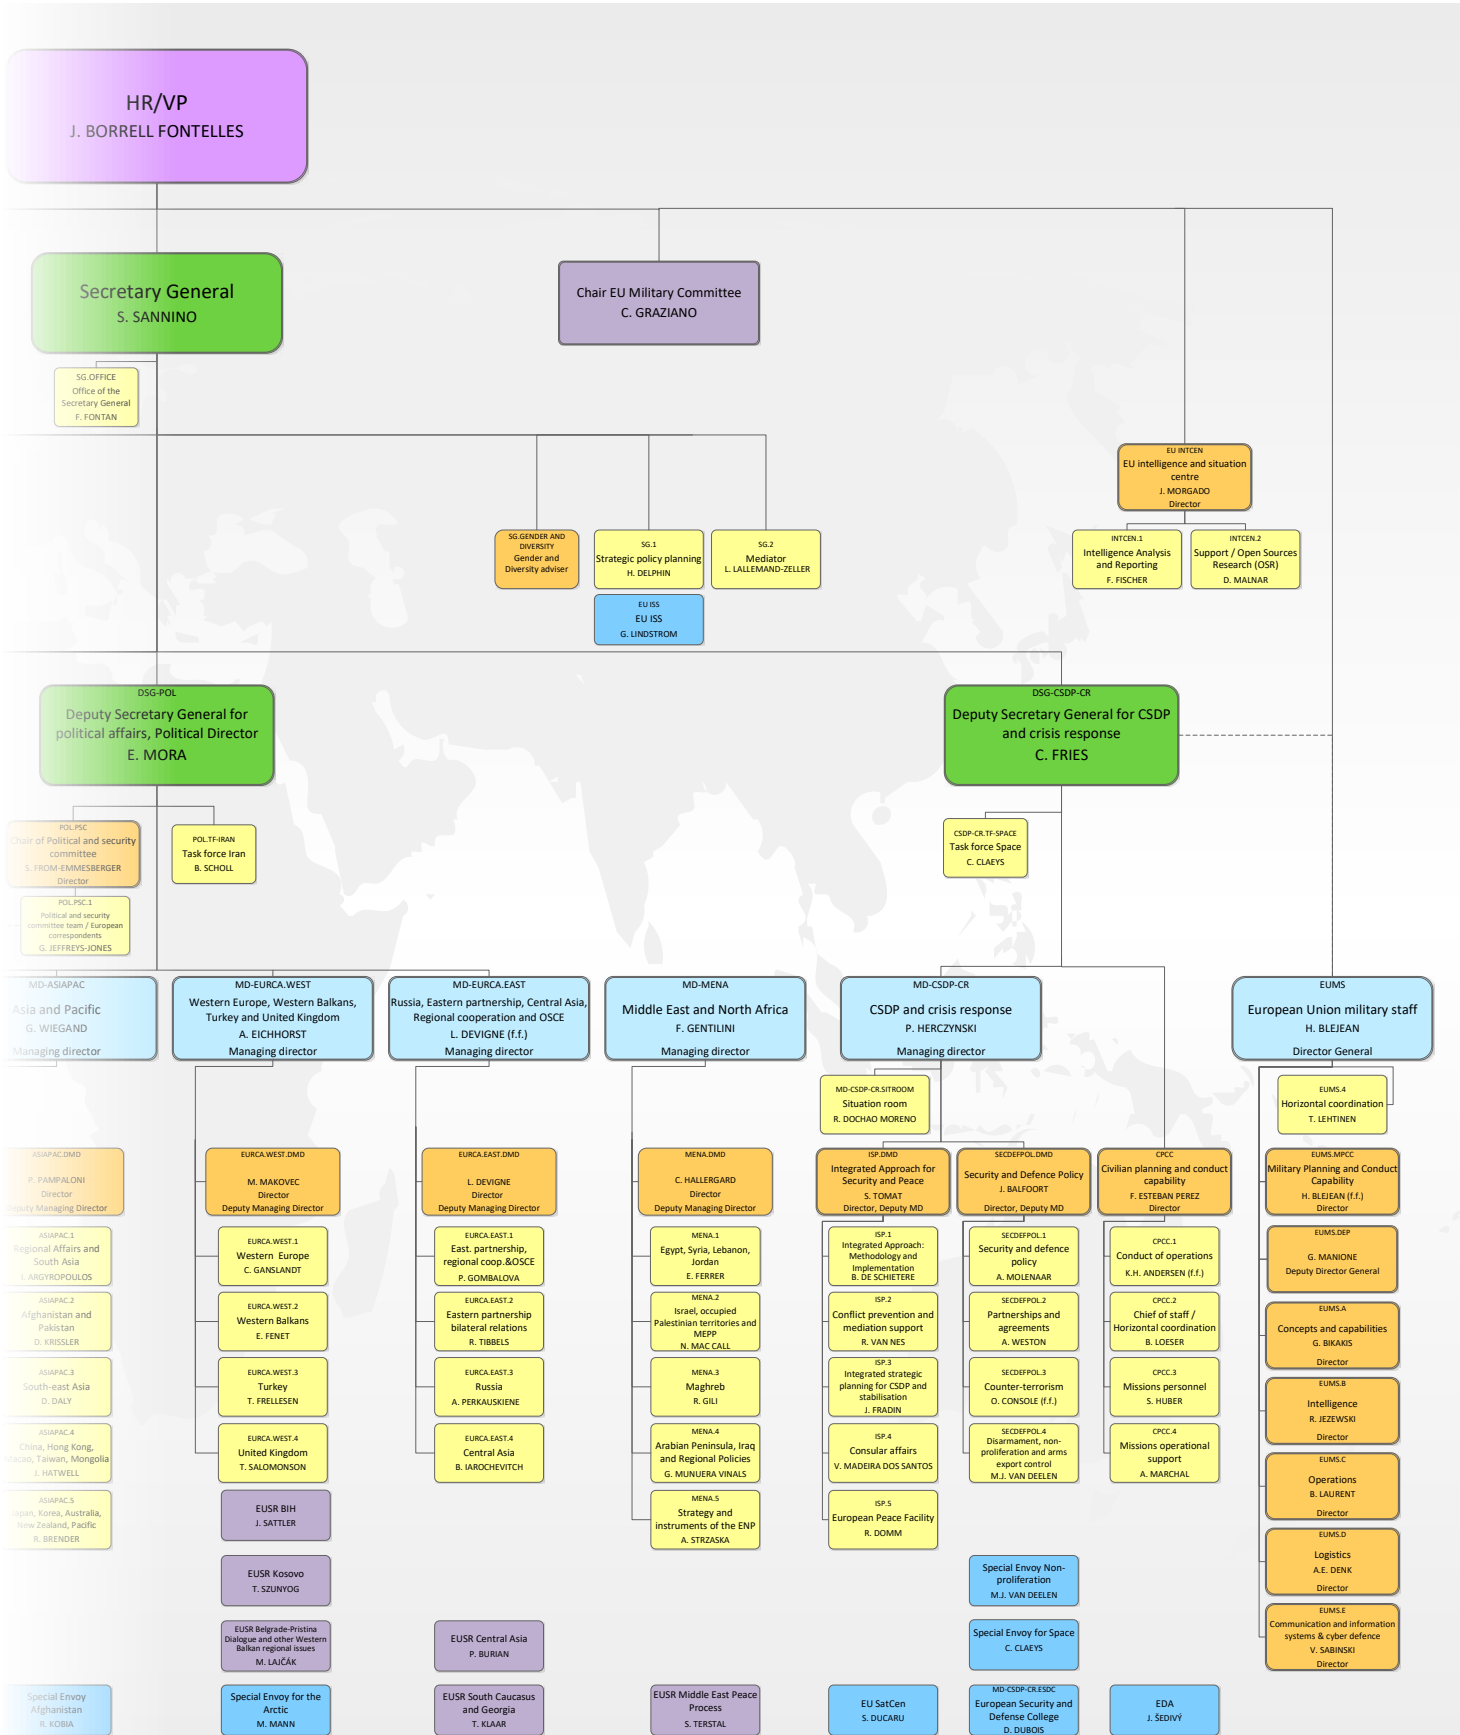 HR/VP
J. BORRELL FONTELLES
Secretary General
S. SANNINO
Chair EU Military Committee
C. GRAZIANO
SG.OFFICE
Office of the
Secretary General
F. FONTAN
EU INTCEN
EU intelligence and situation
centre
J. MORGADO
Director
SG.GENDER AND
DIVERSITY
Gender and
Diversity adviser
SG.1
Strategic policy planning
H. DELPHIN
SG.2
Mediator
L. LALLEMAND-ZELLER
INTCEN.1
Intelligence Analysis
and Reporting
F. FISCHER
INTCEN.2
Support / Open Sources
Research (OSR)
D. MALNAR
EU ISS
EU ISS
G. LINDSTROM
DSG-POL
Deputy Secretary General for
political affairs, Political Director
E. MORA
DSG-CSDP-CR
Deputy Secretary General for CSDP
and crisis response
C. FRIES
POL.PSC
Chair of Political and security
committee
S. FROM-EMMESBERGER
Director
POL.TF-IRAN
Task force Iran
B. SCHOLL
CSDP-CR.TF-SPACE
Task force Space
C. CLAEYS
POL.PSC.1
Political and security
committee team / European
correspondents
G. JEFFREYS-JONES
MD-ASIAPAC
Asia and Pacific
G. WIEGAND
Managing director
MD-EURCA.WEST
Western Europe, Western Balkans,
Turkey and United Kingdom
A. EICHHORST
Managing director
MD-EURCA.EAST
Russia, Eastern partnership, Central Asia,
Regional cooperation and OSCE
L. DEVIGNE (f.f.)
Managing director
MD-MENA
Middle East and North Africa
F. GENTILINI
Managing director
MD-CSDP-CR
CSDP and crisis response
P. HERCZYNSKI
Managing director
EUMS
European Union military staff
H. BLEJEAN
Director General
MD-CSDP-CR.SITROOM
Situation room
R. DOCHAO MORENO
EUMS.4
Horizontal coordination
T. LEHTINEN
ASIAPAC.DMD
P. PAMPALONI
Director
Deputy Managing Director
EURCA.WEST.DMD
M. MAKOVEC
Director
Deputy Managing Director
EURCA.EAST.DMD
L. DEVIGNE
Director
Deputy Managing Director
MENA.DMD
C. HALLERGARD
Director
Deputy Managing Director
ISP.DMD
Integrated Approach for
Security and Peace
S. TOMAT
Director, Deputy MD
SECDEFPOL.DMD
Security and Defence Policy
J. BALFOORT
Director, Deputy MD
CPCC
Civilian planning and conduct
capability
F. ESTEBAN PEREZ
Director
EUMS.MPCC
Military Planning and Conduct
Capability
H. BLEJEAN (f.f.)
Director
ASIAPAC.1
Regional Affairs and
South Asia
I. ARGYROPOULOS
EURCA.WEST.1
Western Europe
C. GANSLANDT
EURCA.EAST.1
East. partnership,
regional coop.&OSCE
P. GOMBALOVA
MENA.1
Egypt, Syria, Lebanon,
Jordan
E. FERRER
ISP.1
Integrated Approach:
Methodology and
Implementation
B. DE SCHIETERE
SECDEFPOL.1
Security and defence
policy
A. MOLENAAR
CPCC.1
Conduct of operations
K.H. ANDERSEN (f.f.)
EUMS.DEP
G. MANIONE
Deputy Director General
ASIAPAC.2
Afghanistan and
Pakistan
D. KRISSLER
EURCA.WEST.2
Western Balkans
E. FENET
EURCA.EAST.2
Eastern partnership
bilateral relations
R. TIBBELS
MENA.2
Israel, occupied
Palestinian territories and
MEPP
N. MAC CALL
ISP.2
Conflict prevention and
mediation support
R. VAN NES
SECDEFPOL.2
Partnerships and
agreements
A. WESTON
CPCC.2
Chief of staff /
Horizontal coordination
B. LOESER
EUMS.A
Concepts and capabilities
G. BIKAKIS
Director
ASIAPAC.3
South-east Asia
D. DALY
EURCA.WEST.3
Turkey
T. FRELLESEN
EURCA.EAST.3
Russia
A. PERKAUSKIENE
MENA.3
Maghreb
R. GILI
ISP.3
Integrated strategic
planning for CSDP and
stabilisation
J. FRADIN
SECDEFPOL.3
Counter-terrorism
O. CONSOLE (f.f.)
CPCC.3
Missions personnel
S. HUBER
EUMS.B
Intelligence
R. JEZEWSKI
Director
ASIAPAC.4
China, Hong Kong,
Macao, Taiwan, Mongolia
J. HATWELL
EURCA.WEST.4
United Kingdom
T. SALOMONSON
EURCA.EAST.4
Central Asia
B. IAROCHEVITCH
MENA.4
Arabian Peninsula, Iraq
and Regional Policies
G. MUNUERA VINALS
ISP.4
Consular affairs
V. MADEIRA DOS SANTOS
SECDEFPOL.4
Disarmament, non-
proliferation and arms
export control
M.J. VAN DEELEN
CPCC.4
Missions operational
support
A. MARCHAL
EUMS.C
Operations
B. LAURENT
Director
ASIAPAC.5
Japan, Korea, Australia,
New Zealand, Pacific
R. BRENDER
EUSR BIH
J. SATTLER
MENA.5
Strategy and
instruments of the ENP
A. STRZASKA
ISP.5
European Peace Facility
R. DOMM
EUMS.D
Logistics
A.E. DENK
Director
EUSR Kosovo
T. SZUNYOG
Special Envoy Non-
proliferation
M.J. VAN DEELEN
EUMS.E
Communication and information
systems & cyber defence
V. SABINSKI
Director
EUSR Belgrade-Pristina
Dialogue and other Western
Balkan regional issues
M. LAJČÁK
EUSR Central Asia
P. BURIAN
Special Envoy for Space
C. CLAEYS
Special Envoy
Afghanistan
R. KOBIA
Special Envoy for the
Arctic
M. MANN
EUSR South Caucasus
and Georgia
T. KLAAR
EUSR Middle East Peace
Process
S. TERSTAL
EU SatCen
S. DUCARU
MD-CSDP-CR.ESDC
European Security and
Defense College
D. DUBOIS
EDA
J. ŠEDIVÝ